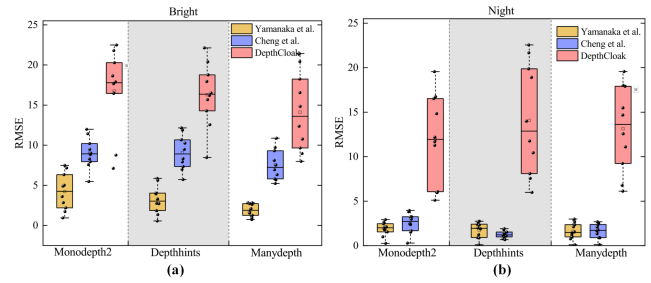 Bright
Yamanaka et al.
Cheng et al.
DepthCloak
RMSE
25
20
15
10
5
0
Monodepth2
Depthhints
Manydepth
(a)
Night
Yamanaka et al.
Cheng et al.
DepthCloak
RMSE
25
20
15
10
5
0
Monodepth2
Depthhints
Manydepth
(b)